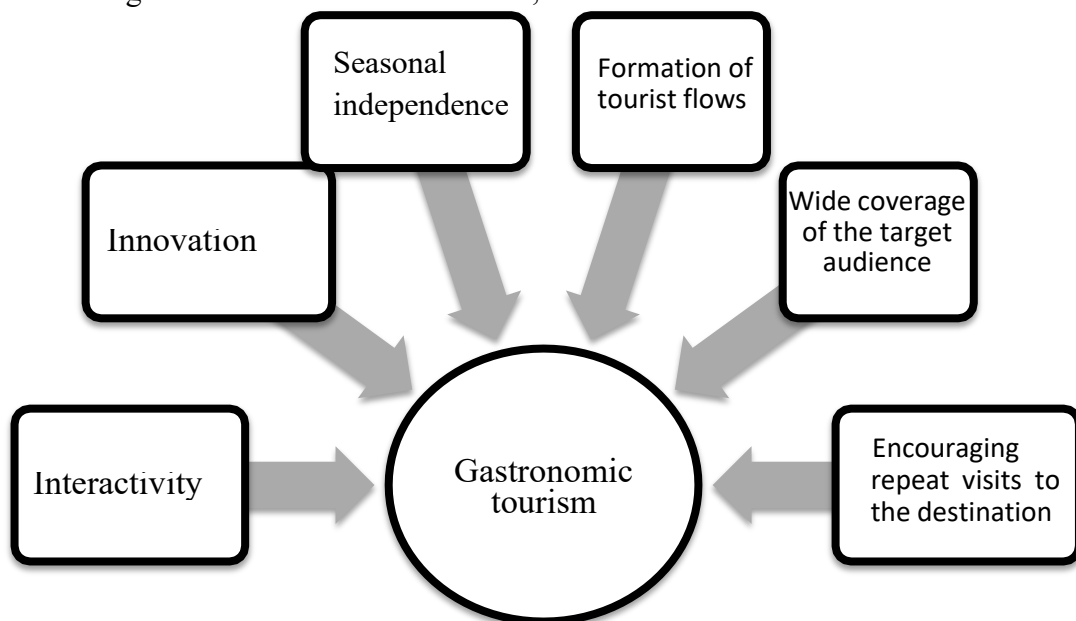 Seasonal
independence
Formation of
tourist flows
Innovation
Wide coverage
of the target
audience
Interactivity
Gastronomic
tourism
Encouraging
repeat visits to
the destination